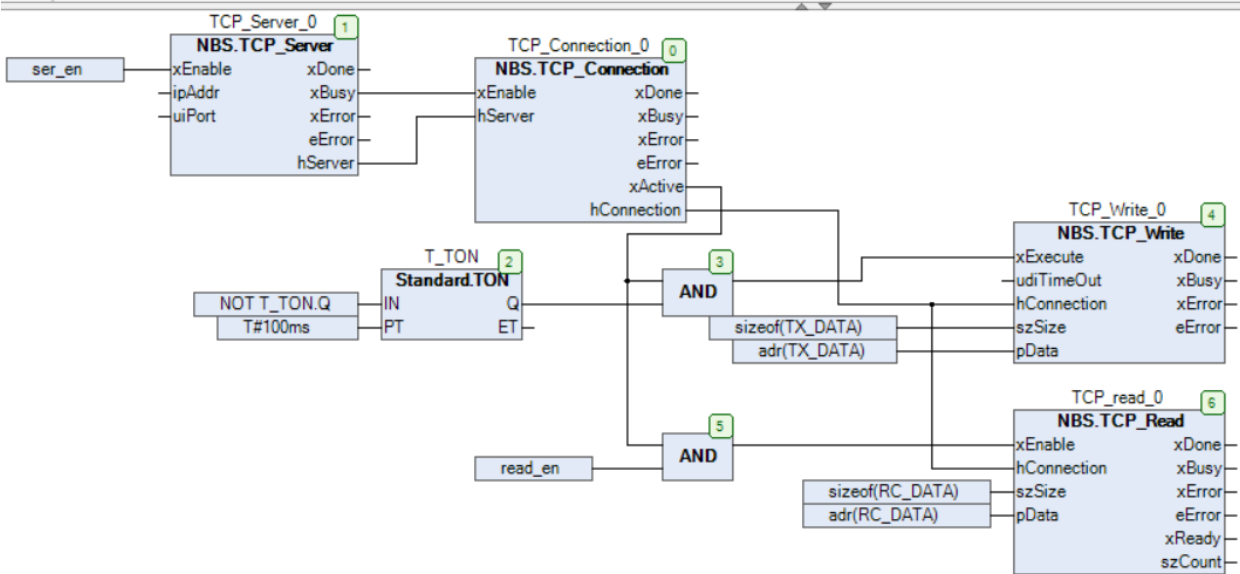 TCP_Server_0
1
NBS.TCP_Server
ser_en
xEnable xDone
ipAddr xBusy
uiPort xError
eError
hServer
TCP_Connection_0
0
NBS.TCP_Connection
xEnable xDone
hServer xBusy
xError
eError
xActive
hConnection
T_TON
2
Standard.TON
NOT T_TON.Q
IN Q
T#100ms
PT ET
3
AND
TCP_Write_0
4
NBS.TCP_Write
xExecute xDone
udiTimeOut xBusy
hConnection xError
sizeof(TX_DATA)
szSize eError
adr(TX_DATA)
pData
5
AND
read_en
TCP_read_0
6
NBS.TCP_Read
xEnable xDone
hConnection xBusy
sizeof(RC_DATA)
szSize xError
adr(RC_DATA)
pData eError
xReady
szCount